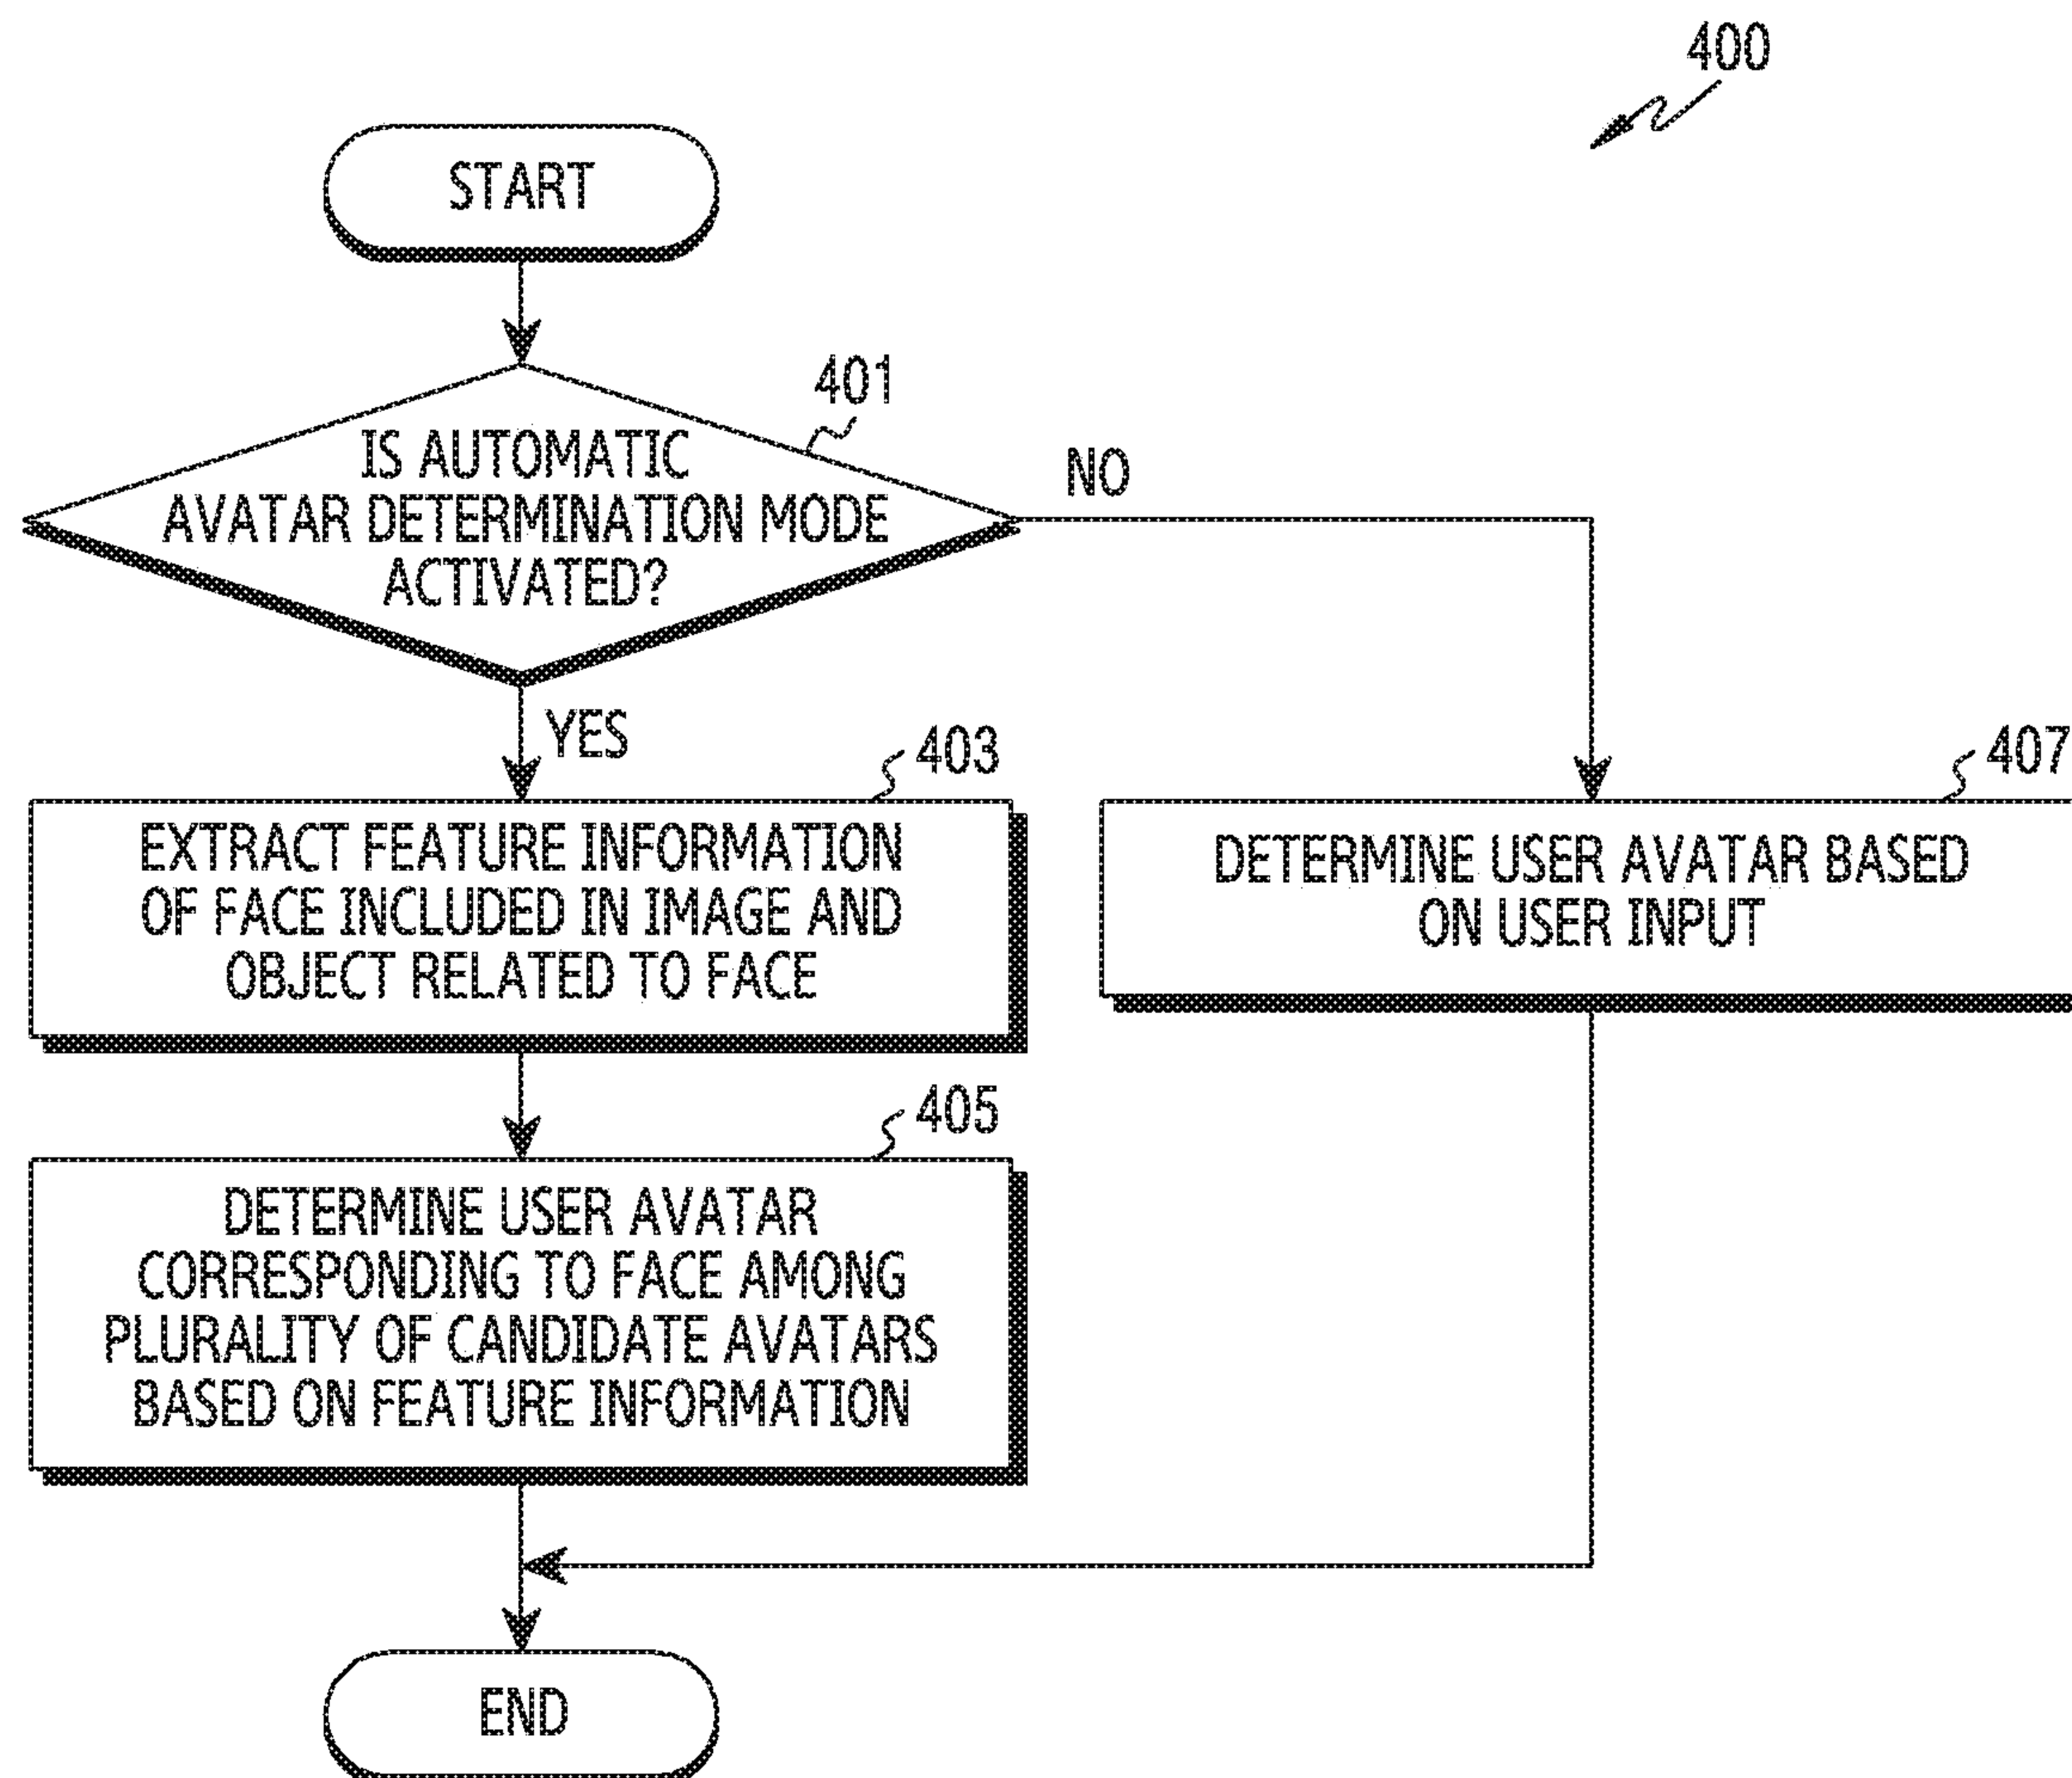 400
START
401
IS AUTOMATIC
AVATAR DETERMINATION MODE
ACTIVATED?
NO
YES
403
EXTRACT FEATURE INFORMATION
OF FACE INCLUDED IN IMAGE AND
OBJECT RELATED TO FACE
407
DETERMINE USER AVATAR BASED
ON USER INPUT
405
DETERMINE USER AVATAR
CORRESPONDING TO FACE AMONG
PLURALITY OF CANDIDATE AVATARS
BASED ON FEATURE INFORMATION
END